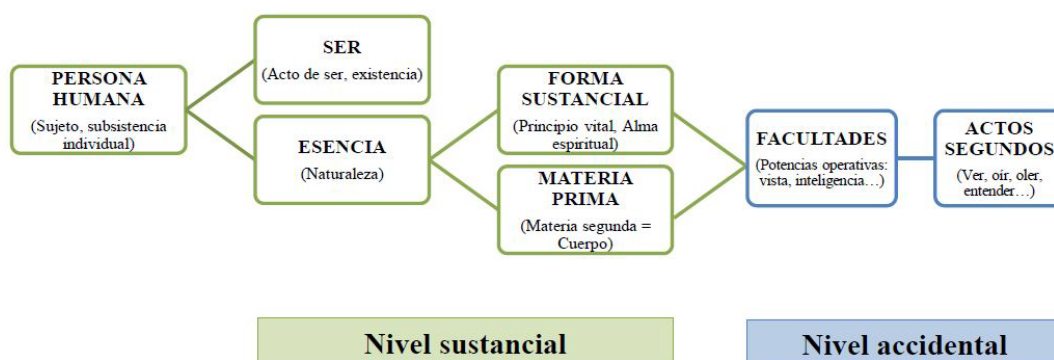 PERSONA
HUMANA
(Sujeto, subsistencia
individual)
SER
(Acto de ser, existencia)
ESENCIA
(Naturaleza)
FORMA
SUSTANCIAL
(Principio vital, Alma
espiritual)
MATERIA
PRIMA
(Materia segunda =
Cuerpo)
FACULTADES
(Potencias operativas:
vista, inteligencia…)
ACTOS
SEGUNDOS
(Ver, oír, oler,
entender…)
Nivel sustancial
Nivel accidental